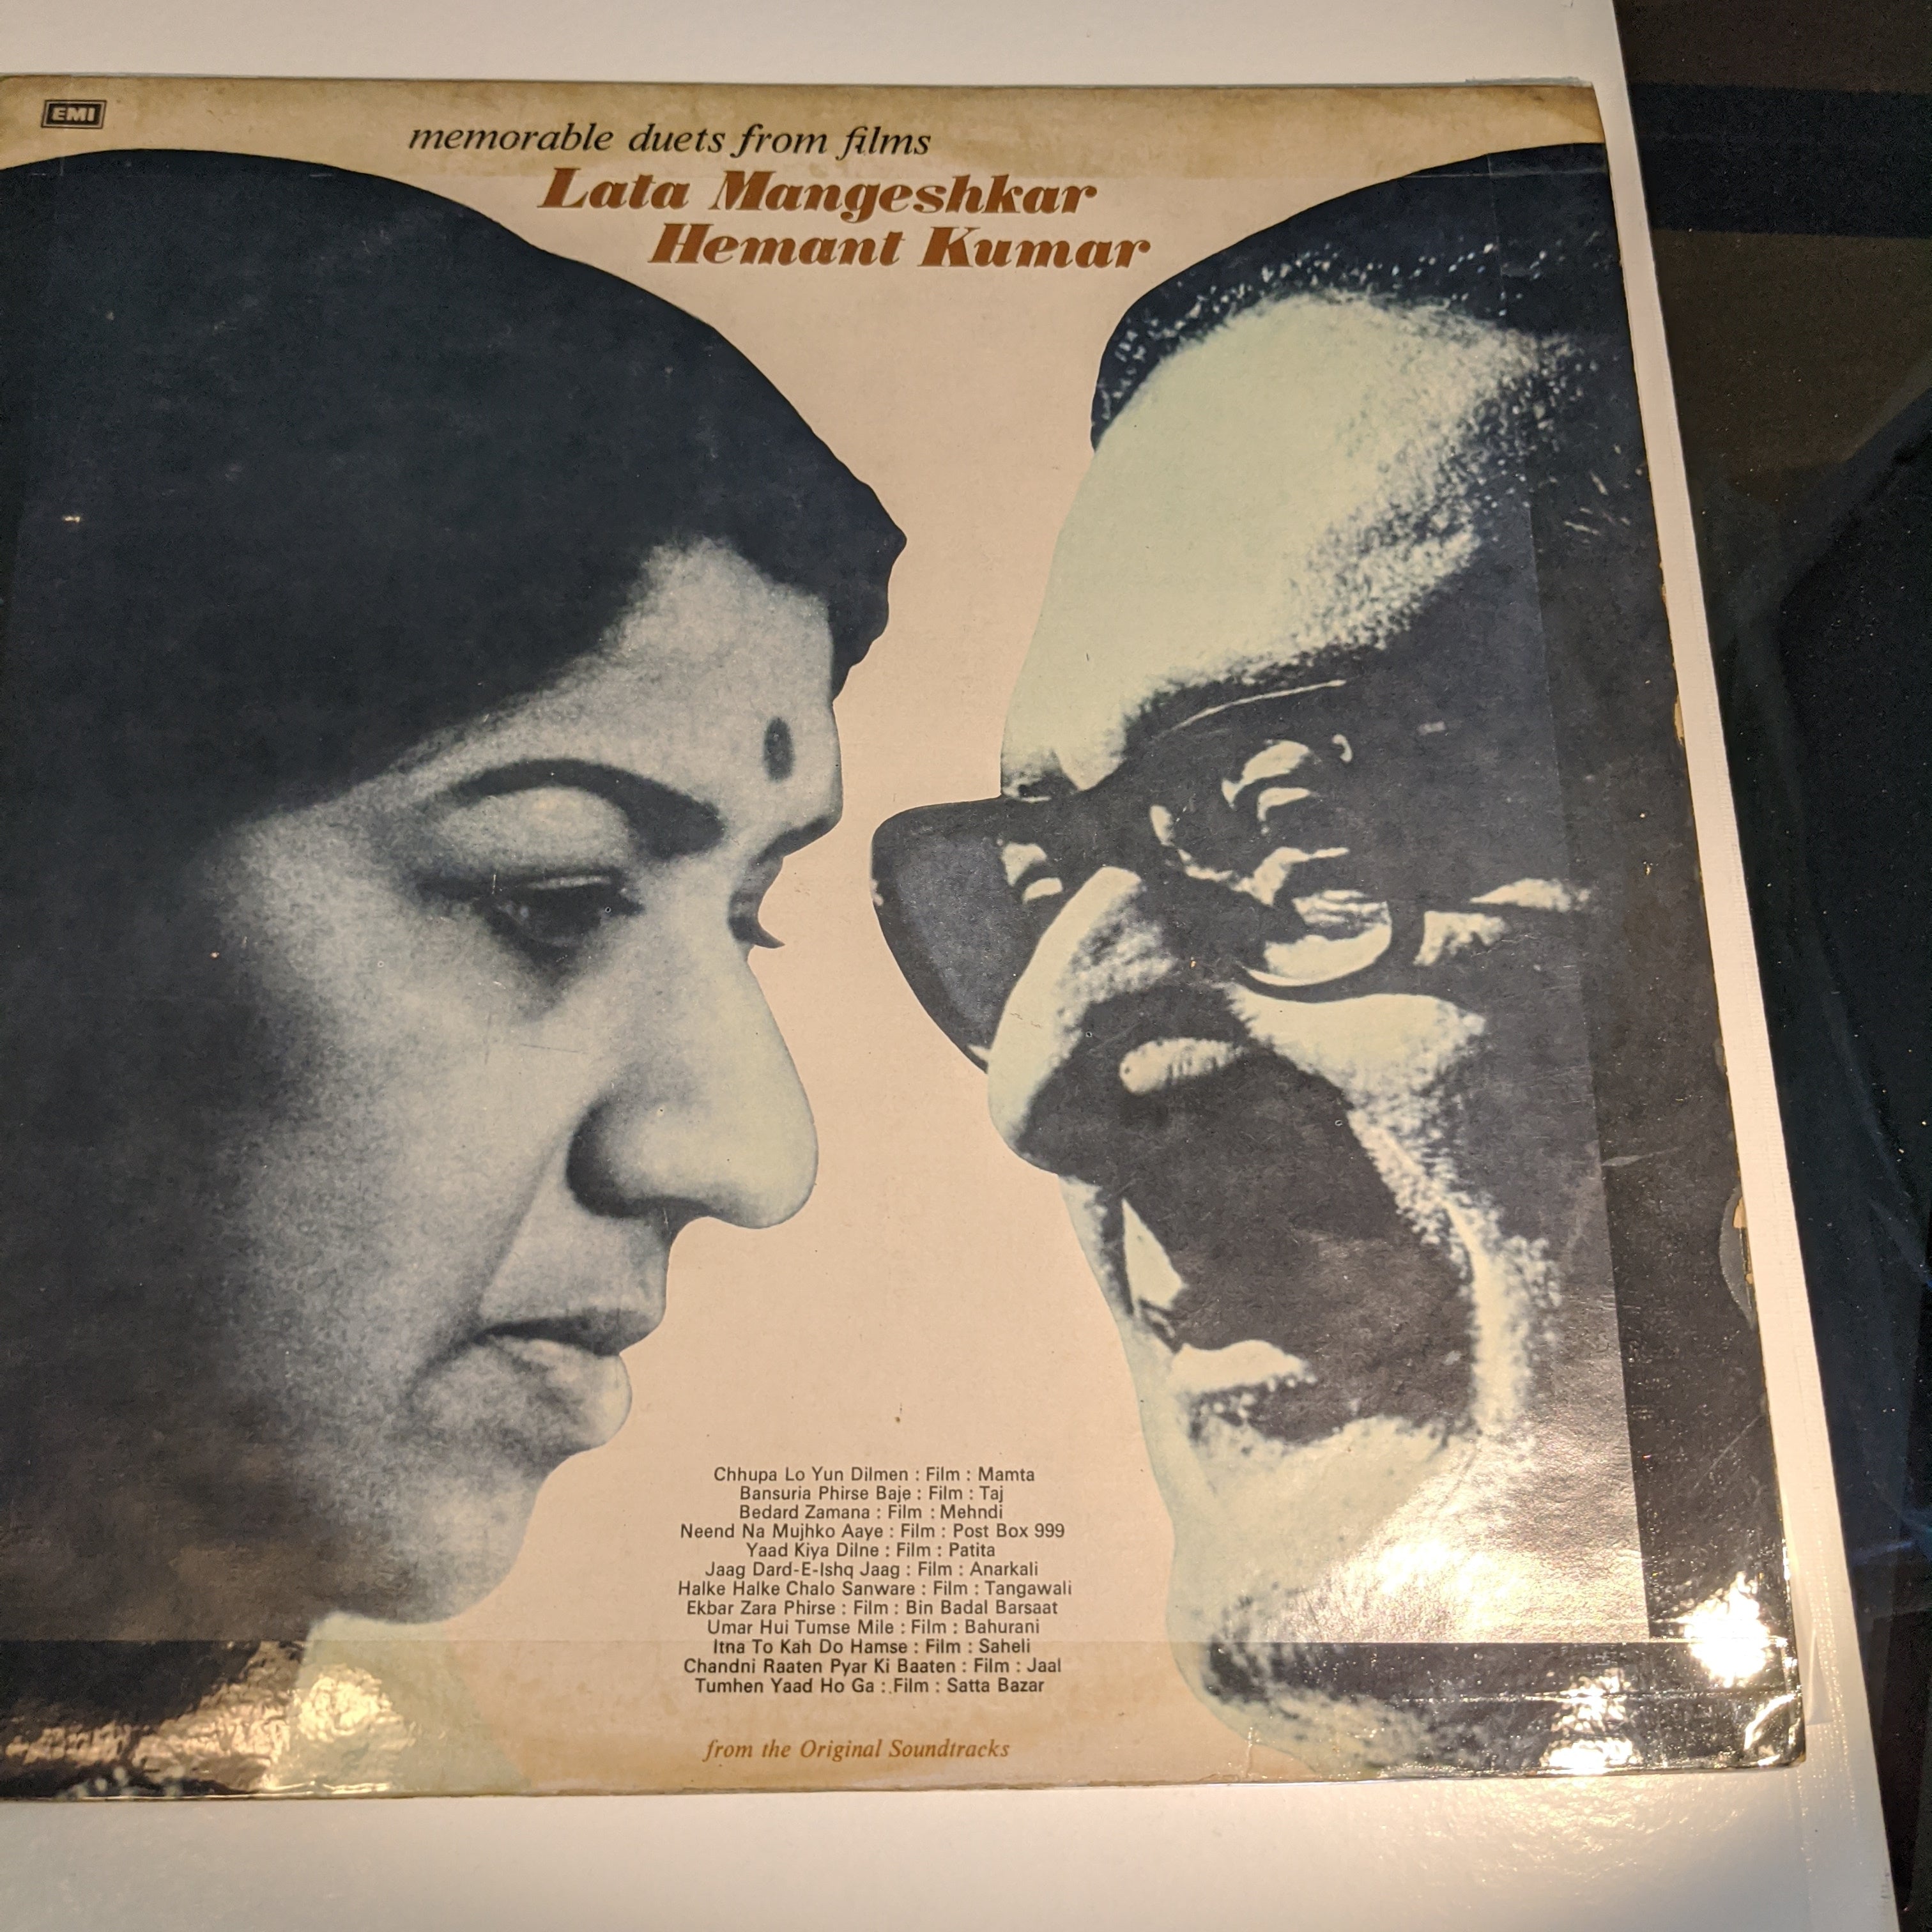 EMI
memorable duets from films
Lata Mangeshkar
Hemant Kumar
Chhupa Lo Yun Dilmen : Film : Mamta
Bansuria Phirse Baje : Film : Taj
Bedard Zamana : Film : Mehndi
Neend Na Mujhko Aaye : Film : Post Box 999
Yaad Kiya Dilne : Film : Patita
Jaag Dard-E-Ishq Jaag : Film : Anarkali
Halke Halke Chalo Sanware : Film : Tangawali
Ekbar Zara Phirse : Film : Bin Badal Barsaat
Umar Hui Tumse Mile : Film : Bahurani
Itna To Kah Do Hamse : Film : Saheli
Chandni Raaten Pyar Ki Baaten : Film : Jaal
Tumhen Yaad Ho Ga : Film : Satta Bazar
from the Original Soundtracks